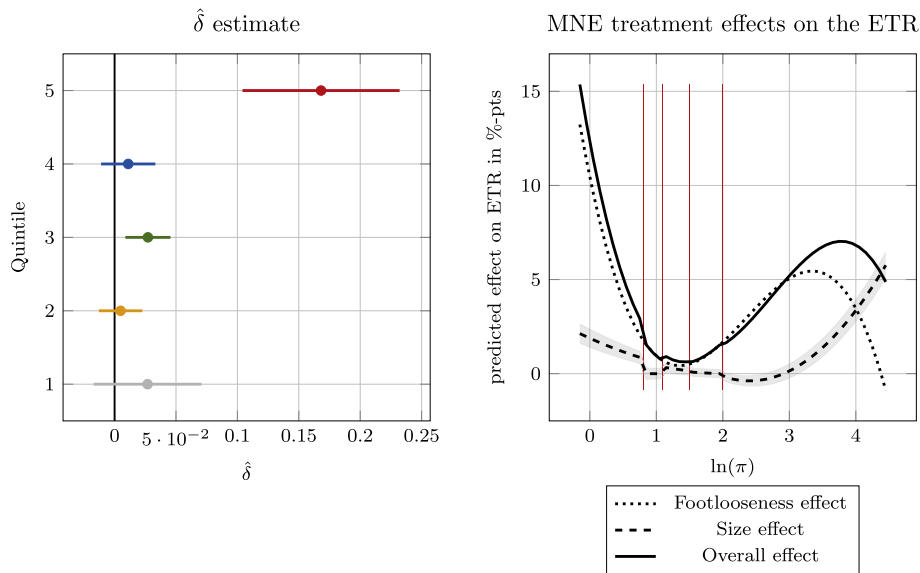 δ̂ estimate
5
4
3
2
1
Quintile
0
5 · 10⁻²
0.1
0.15
0.2
0.25
δ̂
MNE treatment effects on the ETR
15
10
5
0
predicted effect on ETR in %-pts
0
1
2
3
4
ln(π)
Footlooseness effect
Size effect
Overall effect